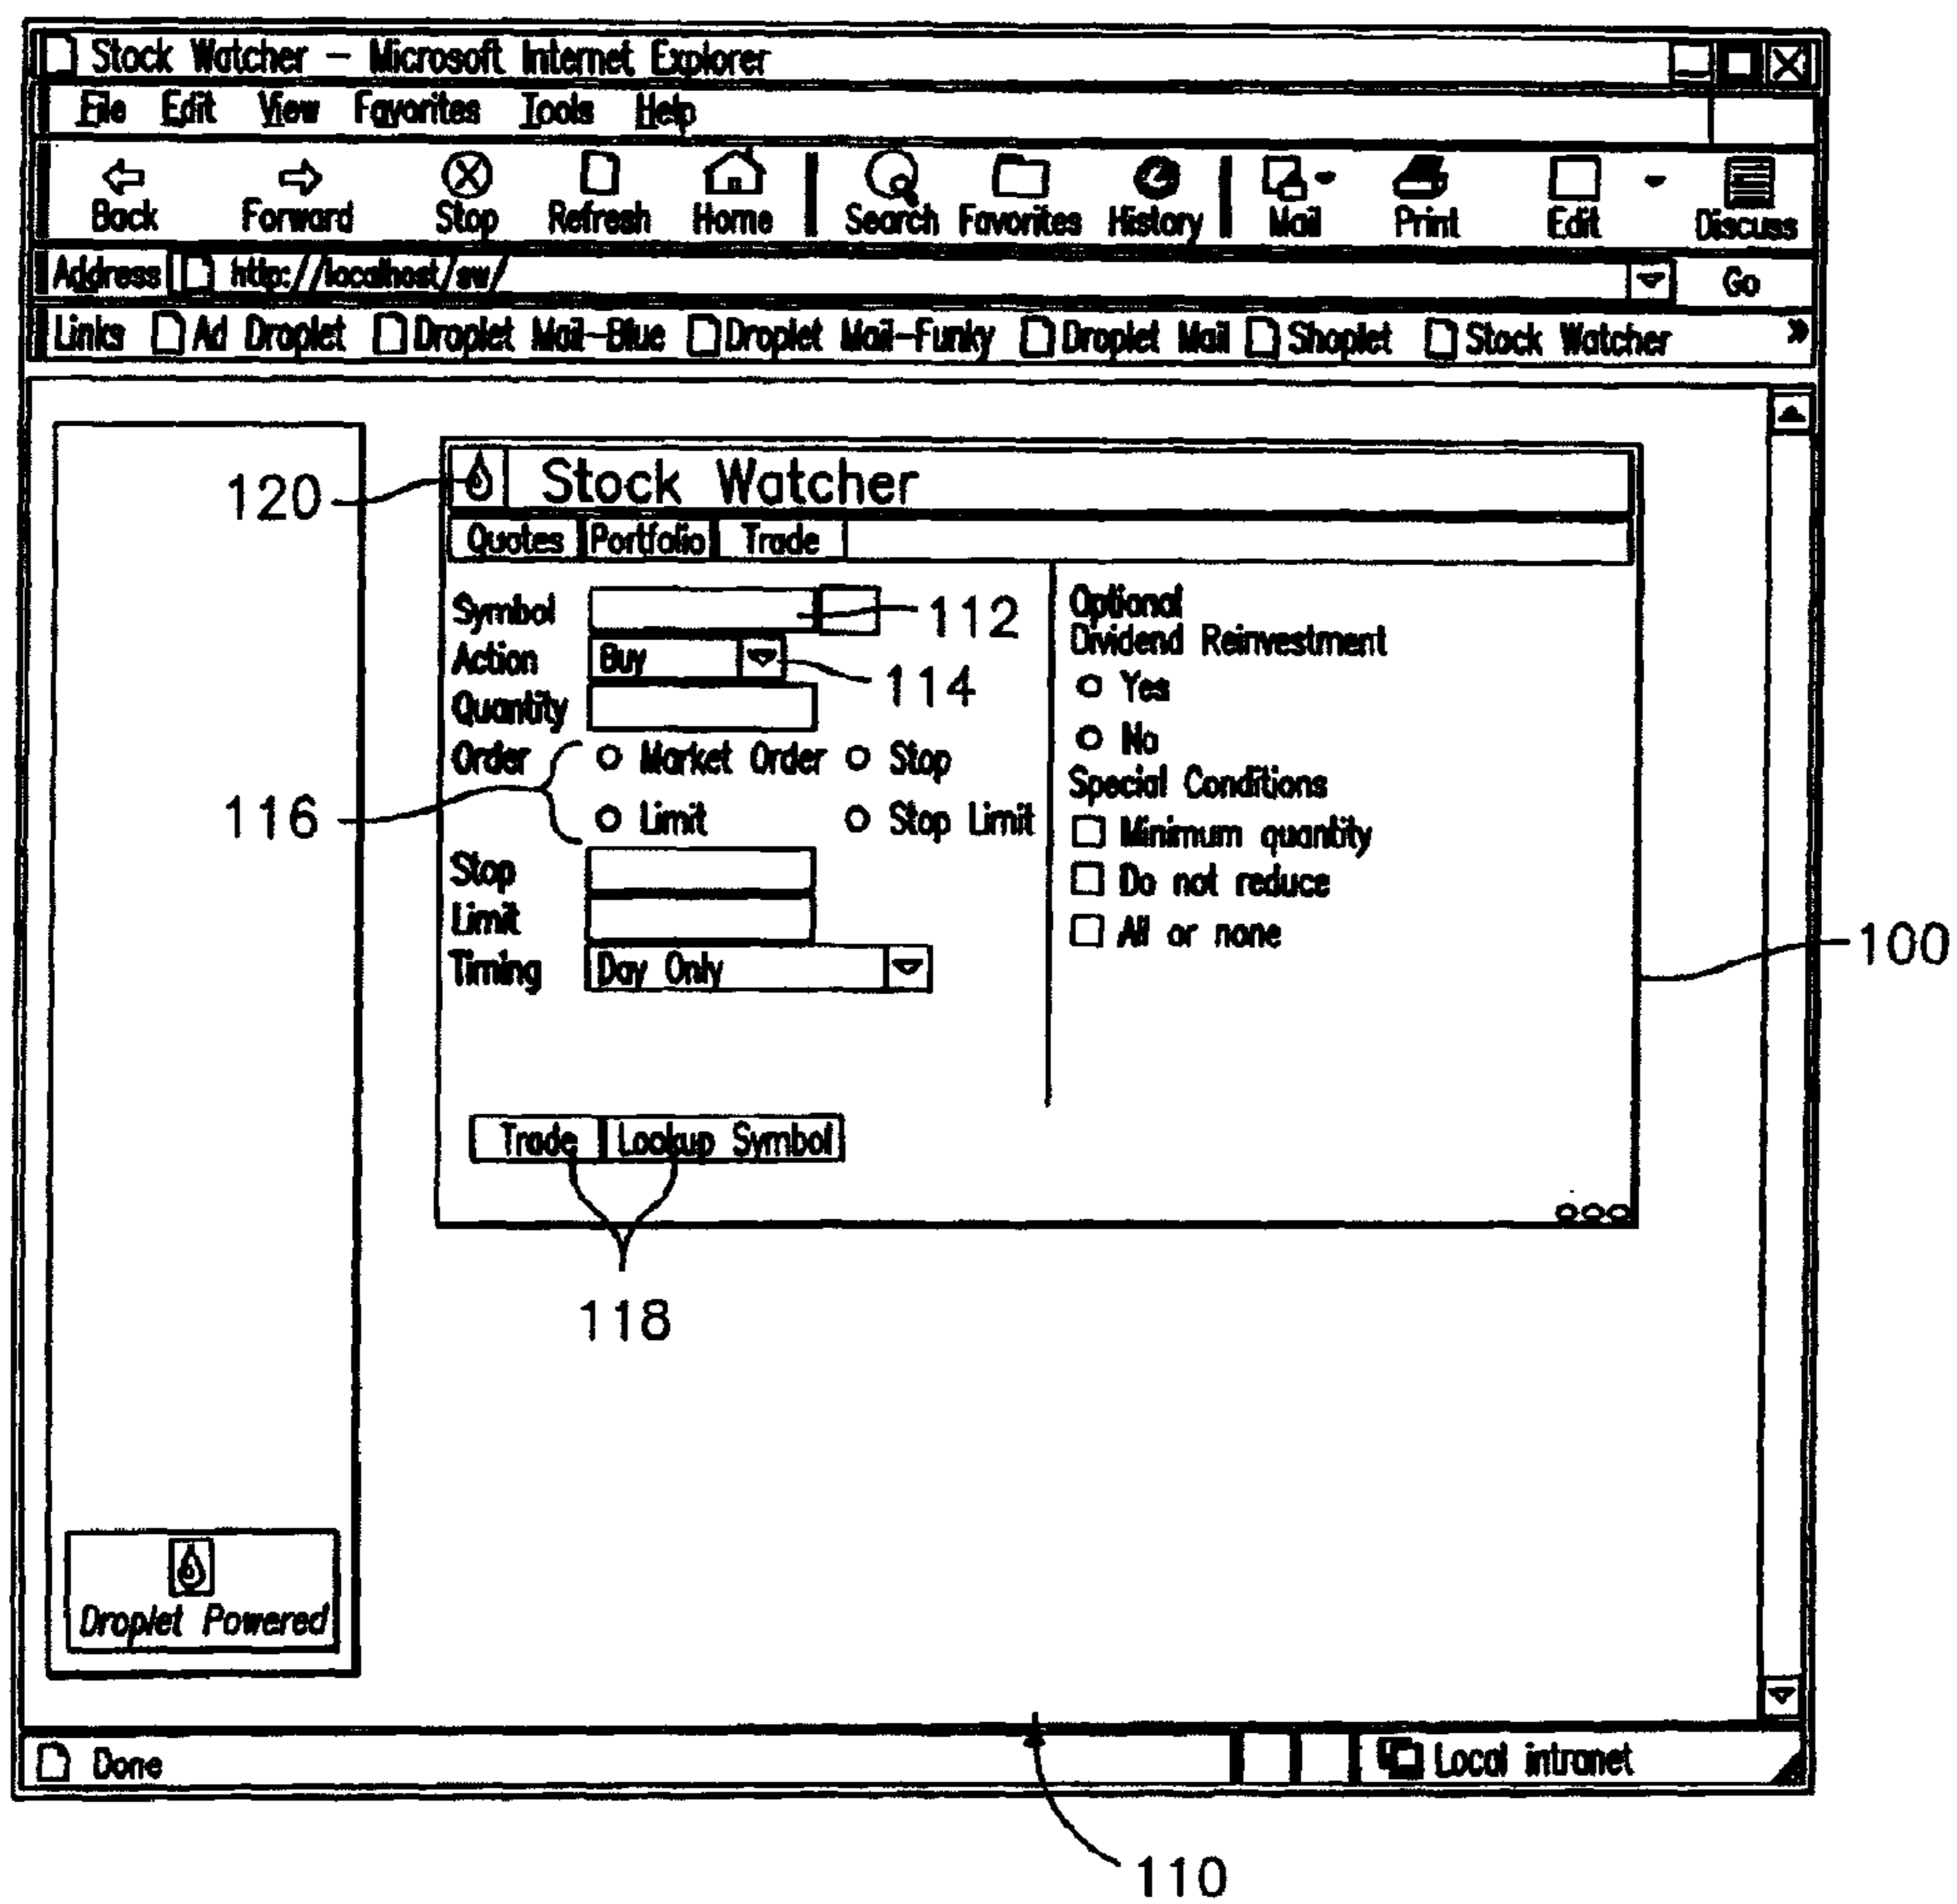 Stock Watcher - Microsoft Internet Explorer
File Edit View Favorites Tools Help
Back Forward Stop Refresh Home Search Favorites History Mail Print Edit Discuss
Address http://localhost/sw/ Go
Links Ad Droplet Droplet Mail-Blue Droplet Mail-Funky Droplet Mail Shoplet Stock Watcher »
120 Stock Watcher
Quotes Portfolio Trade
Symbol 112
Action Buy 114
Quantity
Order Market Order Stop
116 Limit Stop Limit
Stop
Limit
Timing Day Only
Optional
Dividend Reinvestment
Yes
No
Special Conditions
Minimum quantity
Do not reduce
All or none
100
Trade Lookup Symbol
118
Droplet Powered
Done Local intranet
110